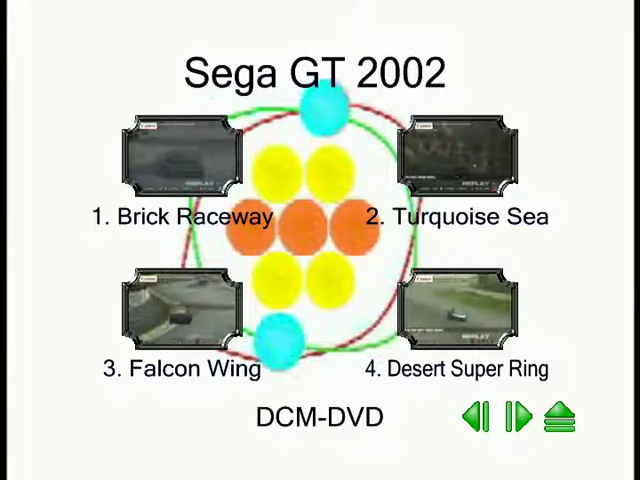 Sega GT 2002
1. Brick Raceway
2. Turquoise Sea
3. Falcon Wing
4. Desert Super Ring
DCM-DVD